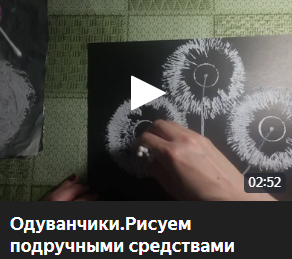 02:52
Одуванчики.Рисуем
подручными средствами